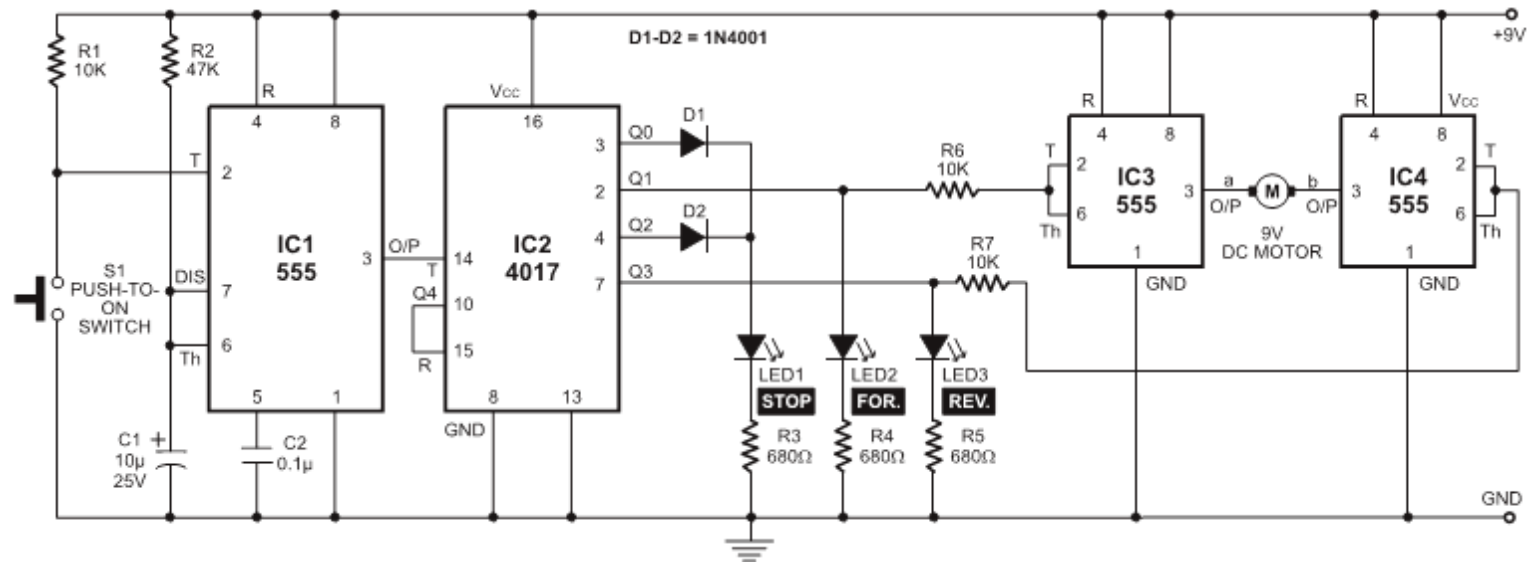 D1-D2 = 1N4001
+9V
R1
10K
R2
47K
R
4
8
T
2
IC1
555
3
O/P
DIS
7
Th
6
5
1
S1
PUSH-TO-
ON
SWITCH
C1
+
10µ
25V
C2
0.1µ
Vcc
16
IC2
4017
14
T
Q4
10
15
R
8
GND
13
3
Q0
D1
2
Q1
4
Q2
D2
7
Q3
LED1
STOP
LED2
FOR.
LED3
REV.
R3
680Ω
R4
680Ω
R5
680Ω
R6
10K
R7
10K
R
4
8
T
2
IC3
555
3
6
Th
1
GND
a
O/P
M
b
O/P
9V
DC MOTOR
R
4
Vcc
8
3
IC4
555
2
T
6
Th
1
GND
GND